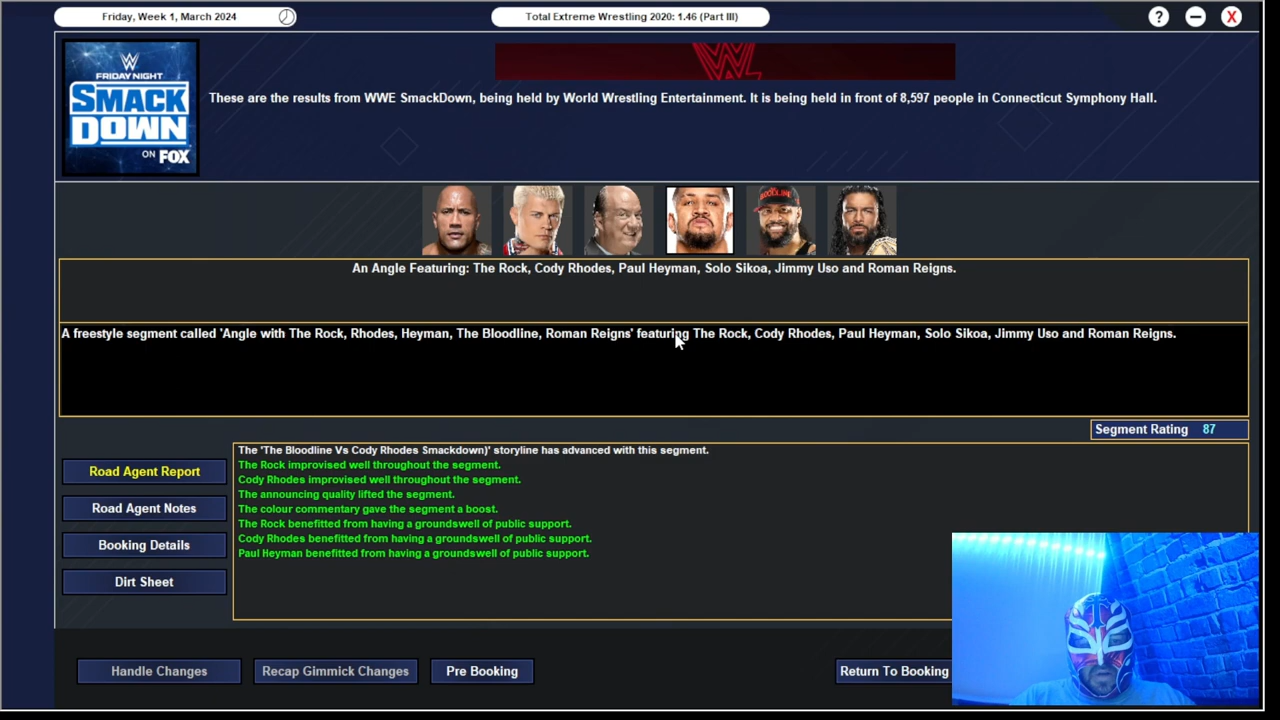 Friday, Week 1, March 2024
Total Extreme Wrestling 2020: 1.46 (Part III)
?
X
W
FRIDAY NIGHT
SMACK
DOWN
ON FOX
These are the results from WWE SmackDown, being held by World Wrestling Entertainment. It is being held in front of 8,597 people in Connecticut Symphony Hall.
An Angle Featuring: The Rock, Cody Rhodes, Paul Heyman, Solo Sikoa, Jimmy Uso and Roman Reigns.
A freestyle segment called 'Angle with The Rock, Rhodes, Heyman, The Bloodline, Roman Reigns' featuring The Rock, Cody Rhodes, Paul Heyman, Solo Sikoa, Jimmy Uso and Roman Reigns.
Segment Rating 87
Road Agent Report
Road Agent Notes
Booking Details
Dirt Sheet
The 'The Bloodline Vs Cody Rhodes Smackdown)' storyline has advanced with this segment.
The Rock improvised well throughout the segment.
Cody Rhodes improvised well throughout the segment.
The announcing quality lifted the segment.
The colour commentary gave the segment a boost.
The Rock benefitted from having a groundswell of public support.
Cody Rhodes benefitted from having a groundswell of public support.
Paul Heyman benefitted from having a groundswell of public support.
Handle Changes
Recap Gimmick Changes
Pre Booking
Return To Booking